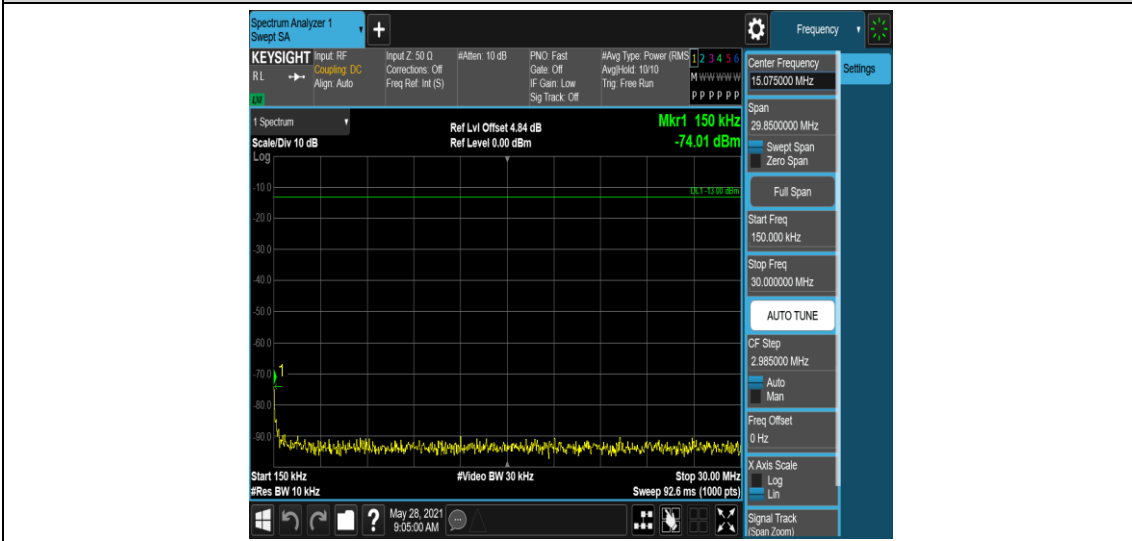 Spectrum Analyzer 1
Swept SA
+
Frequency
KEYSIGHT
RL
LXI
Input: RF
Coupling: DC
Align: Auto
Input Z: 50 Ω
Corrections: Off
Freq Ref: Int (S)
#Atten: 10 dB
PNO: Fast
Gate: Off
IF Gain: Low
Sig Track: Off
#Avg Type: Power (RMS
Avg|Hold: 10/10
Trig: Free Run
1 2 3 4 5 6
M W W W W W
P P P P P P
1 Spectrum
Scale/Div 10 dB
Log
Ref Lvl Offset 4.84 dB
Ref Level 0.00 dBm
Mkr1 150 kHz
-74.01 dBm
DL1 -13.00 dBm
-10.0
-20.0
-30.0
-40.0
-50.0
-60.0
-70.0
-80.0
-90.0
1
Start 150 kHz
#Res BW 10 kHz
#Video BW 30 kHz
Stop 30.00 MHz
Sweep 92.6 ms (1000 pts)
Center Frequency
15.075000 MHz
Settings
Span
29.8500000 MHz
Swept Span
Zero Span
Full Span
Start Freq
150.000 kHz
Stop Freq
30.000000 MHz
AUTO TUNE
CF Step
2.985000 MHz
Auto
Man
Freq Offset
0 Hz
X Axis Scale
Log
Lin
Signal Track
(Span Zoom)
?
May 28, 2021
9:05:00 AM